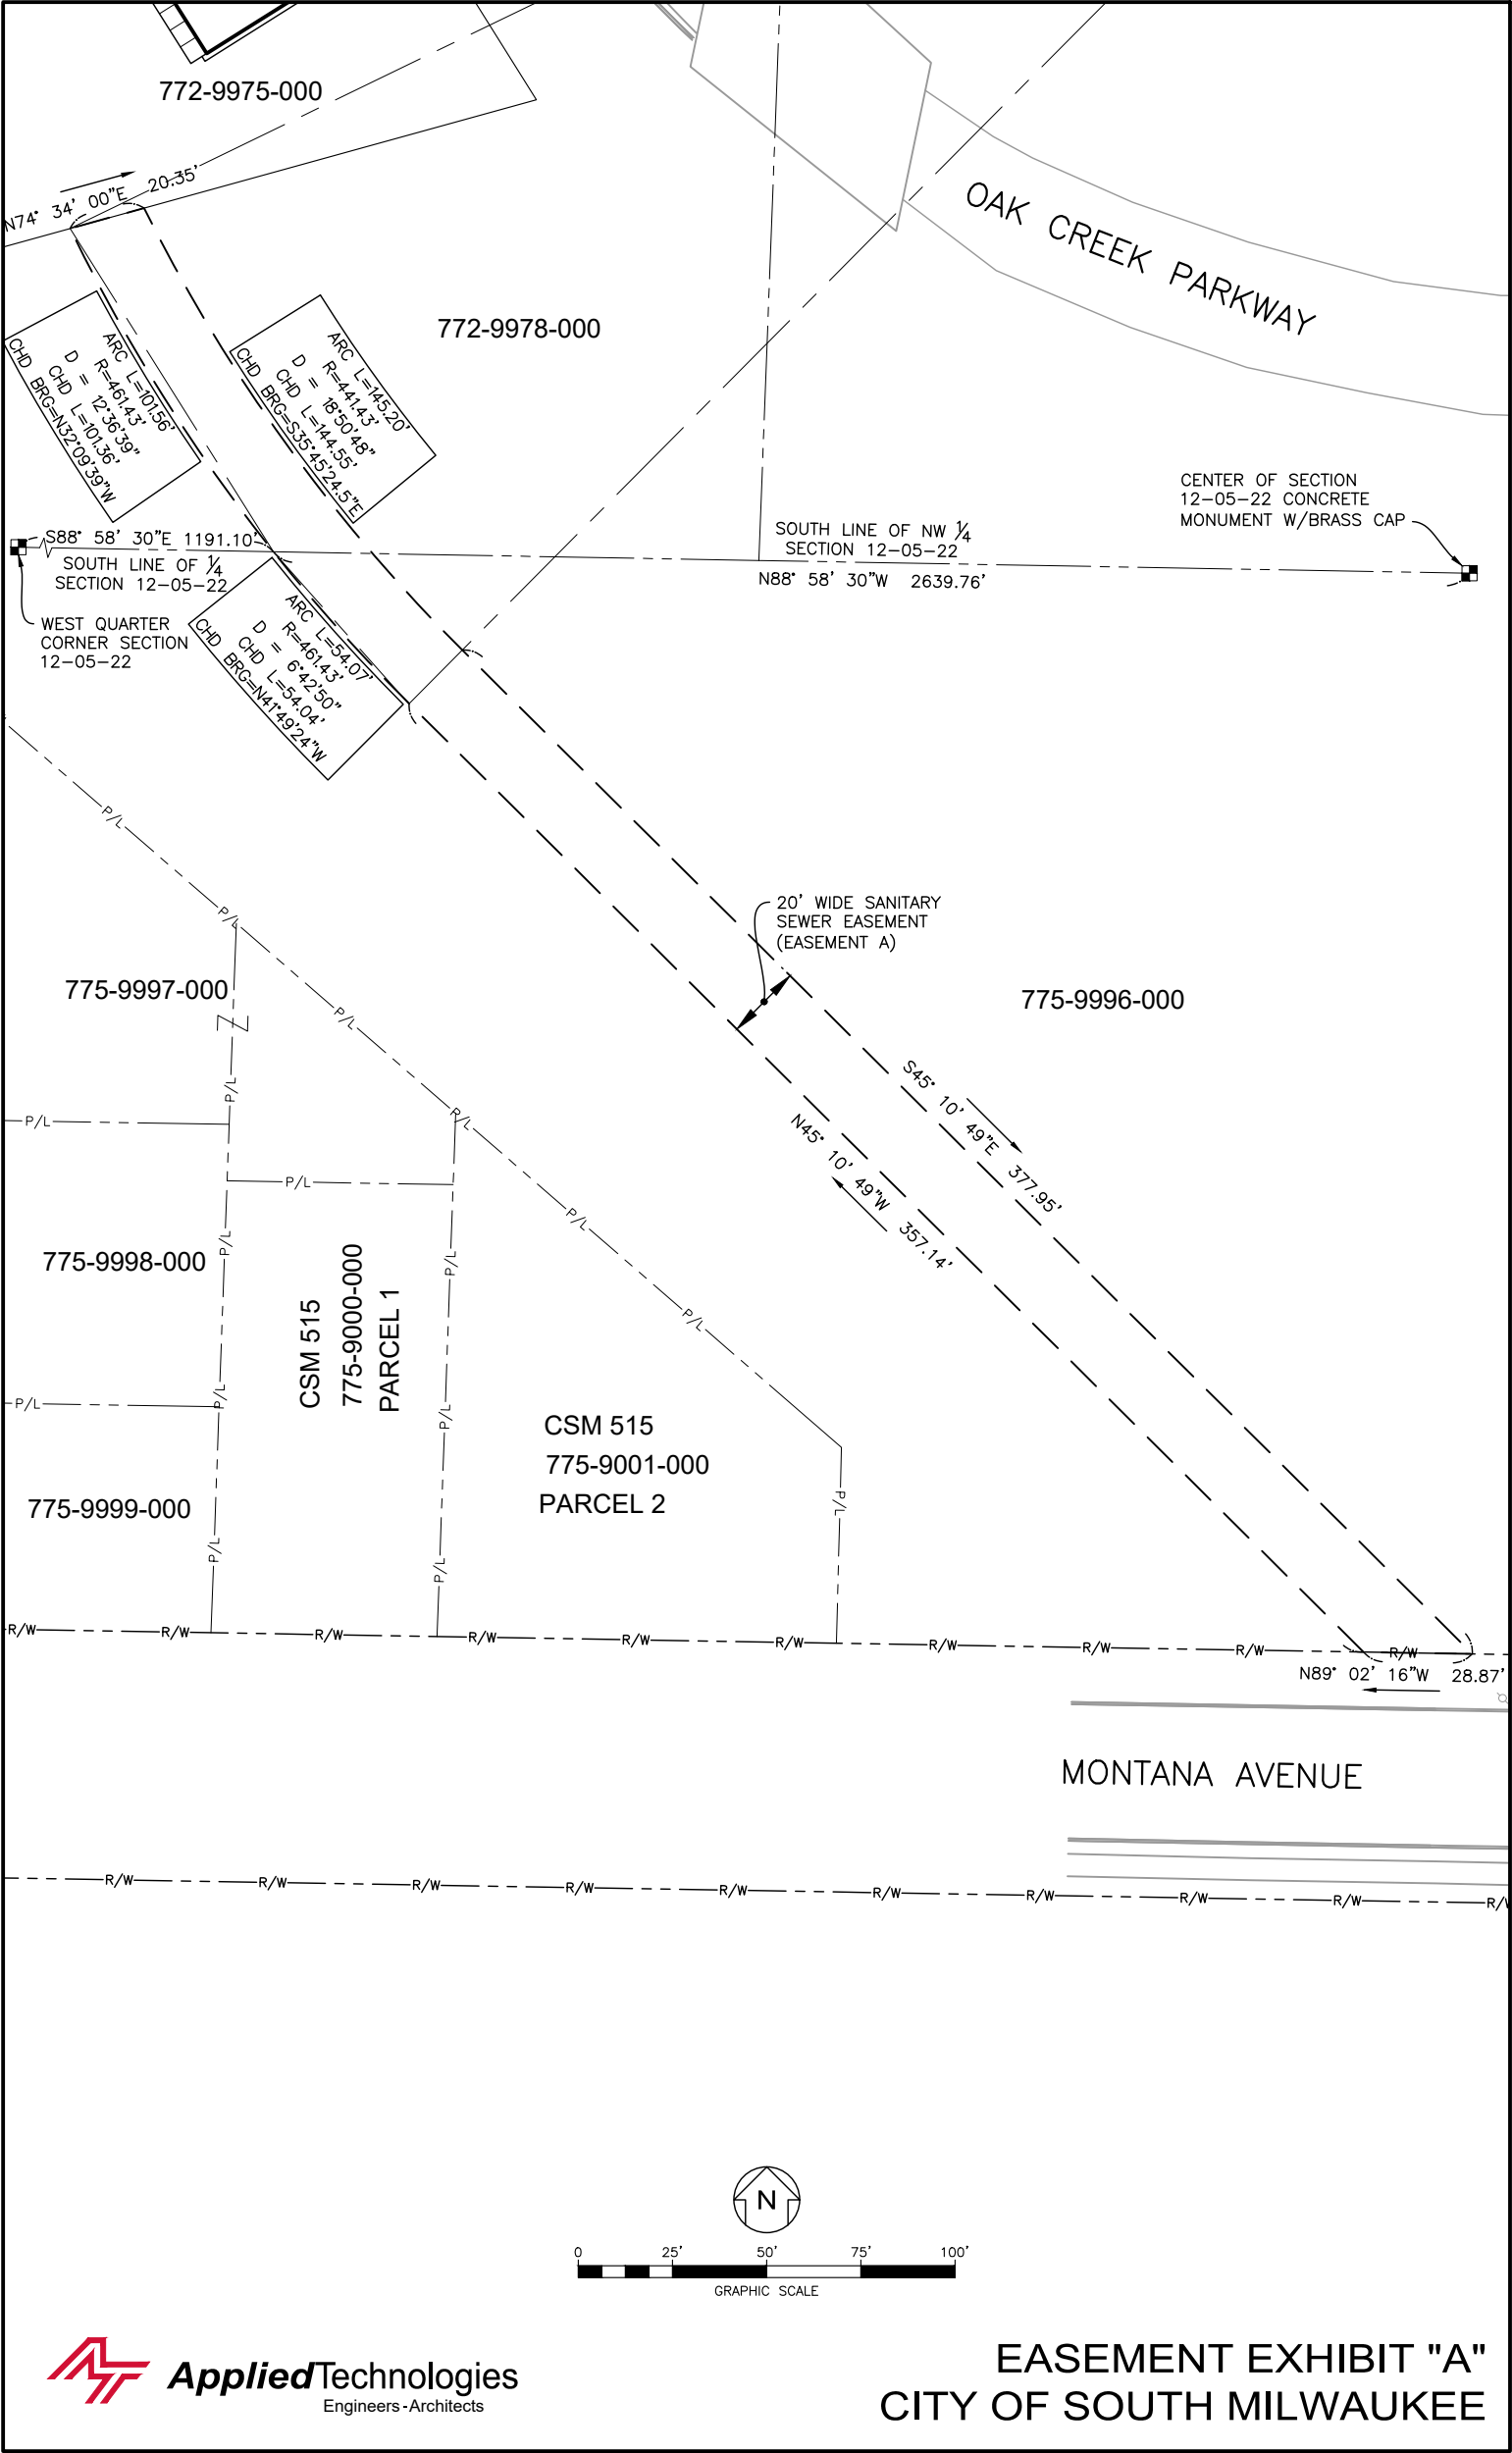 772-9975-000
N74° 34' 00"E 20.35'
OAK CREEK PARKWAY
772-9978-000
ARC L=101.56'
R=461.43'
D = 12°36'39"
CHD L=101.36'
CHD BRG=N32°09'39"W
ARC L=145.20'
R=441.43'
D = 18°50'48"
CHD L=144.55'
CHD BRG=S35°45'24.5"E
CENTER OF SECTION
12-05-22 CONCRETE
MONUMENT W/BRASS CAP
S88° 58' 30"E 1191.10'
SOUTH LINE OF 1/4
SECTION 12-05-22
SOUTH LINE OF NW 1/4
SECTION 12-05-22
N88° 58' 30"W 2639.76'
WEST QUARTER
CORNER SECTION
12-05-22
ARC L=54.07'
R=461.43'
D = 6°42'50"
CHD L=54.04'
CHD BRG=N41°49'24"W
P/L
P/L
20' WIDE SANITARY
SEWER EASEMENT
(EASEMENT A)
775-9997-000
775-9996-000
P/L
P/L
P/L
P/L
P/L
S45° 10' 49"E 377.95'
N45° 10' 49"W 357.14'
P/L
P/L
P/L
P/L
775-9998-000
CSM 515
775-9000-000
PARCEL 1
P/L
P/L
P/L
P/L
CSM 515
775-9001-000
PARCEL 2
775-9999-000
P/L
P/L
P/L
R/W R/W R/W R/W R/W R/W R/W R/W R/W R/W
N89° 02' 16"W 28.87'
MONTANA AVENUE
R/W R/W R/W R/W R/W R/W R/W R/W R/W R/W
N
0 25' 50' 75' 100'
GRAPHIC SCALE
AT
AppliedTechnologies
Engineers-Architects
EASEMENT EXHIBIT "A"
CITY OF SOUTH MILWAUKEE